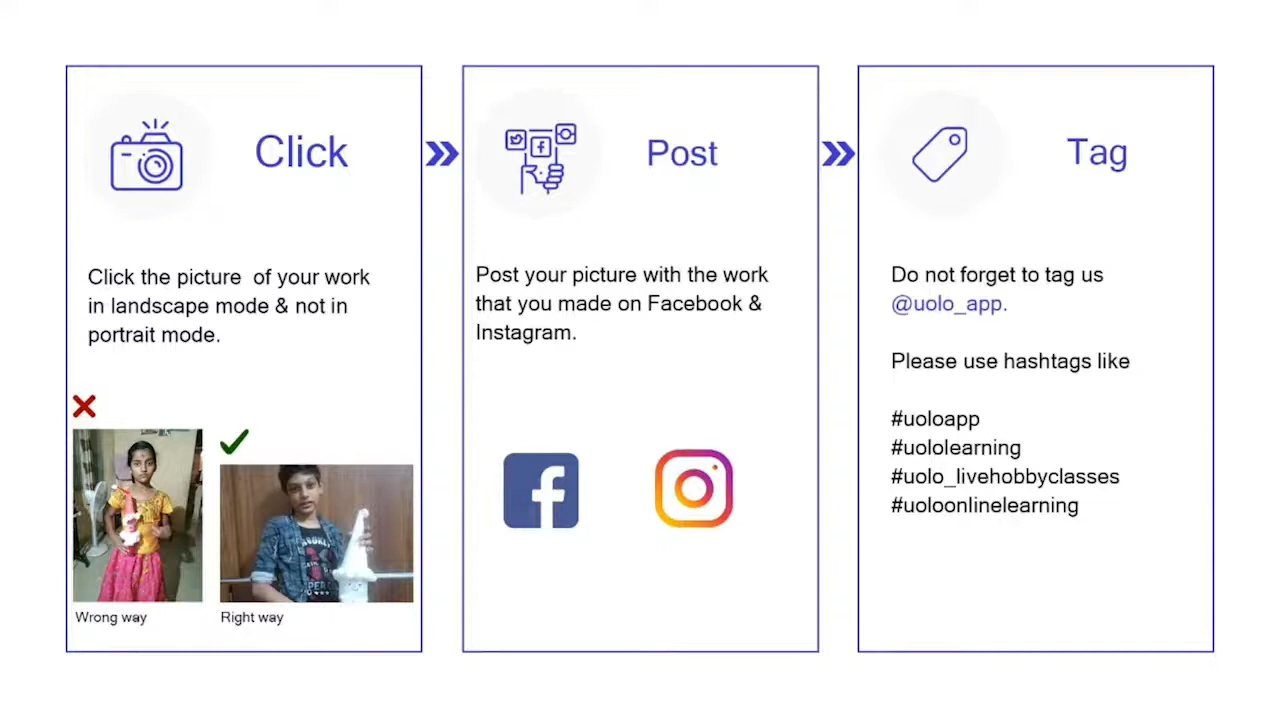 Click
Click the picture  of your work
in landscape mode & not in
portrait mode.
Wrong way
Right way
Post
Post your picture with the work
that you made on Facebook &
Instagram.
Tag
Do not forget to tag us
@uolo_app.
Please use hashtags like
#uoloapp
#uololearning
#uolo_livehobbyclasses
#uoloonlinelearning